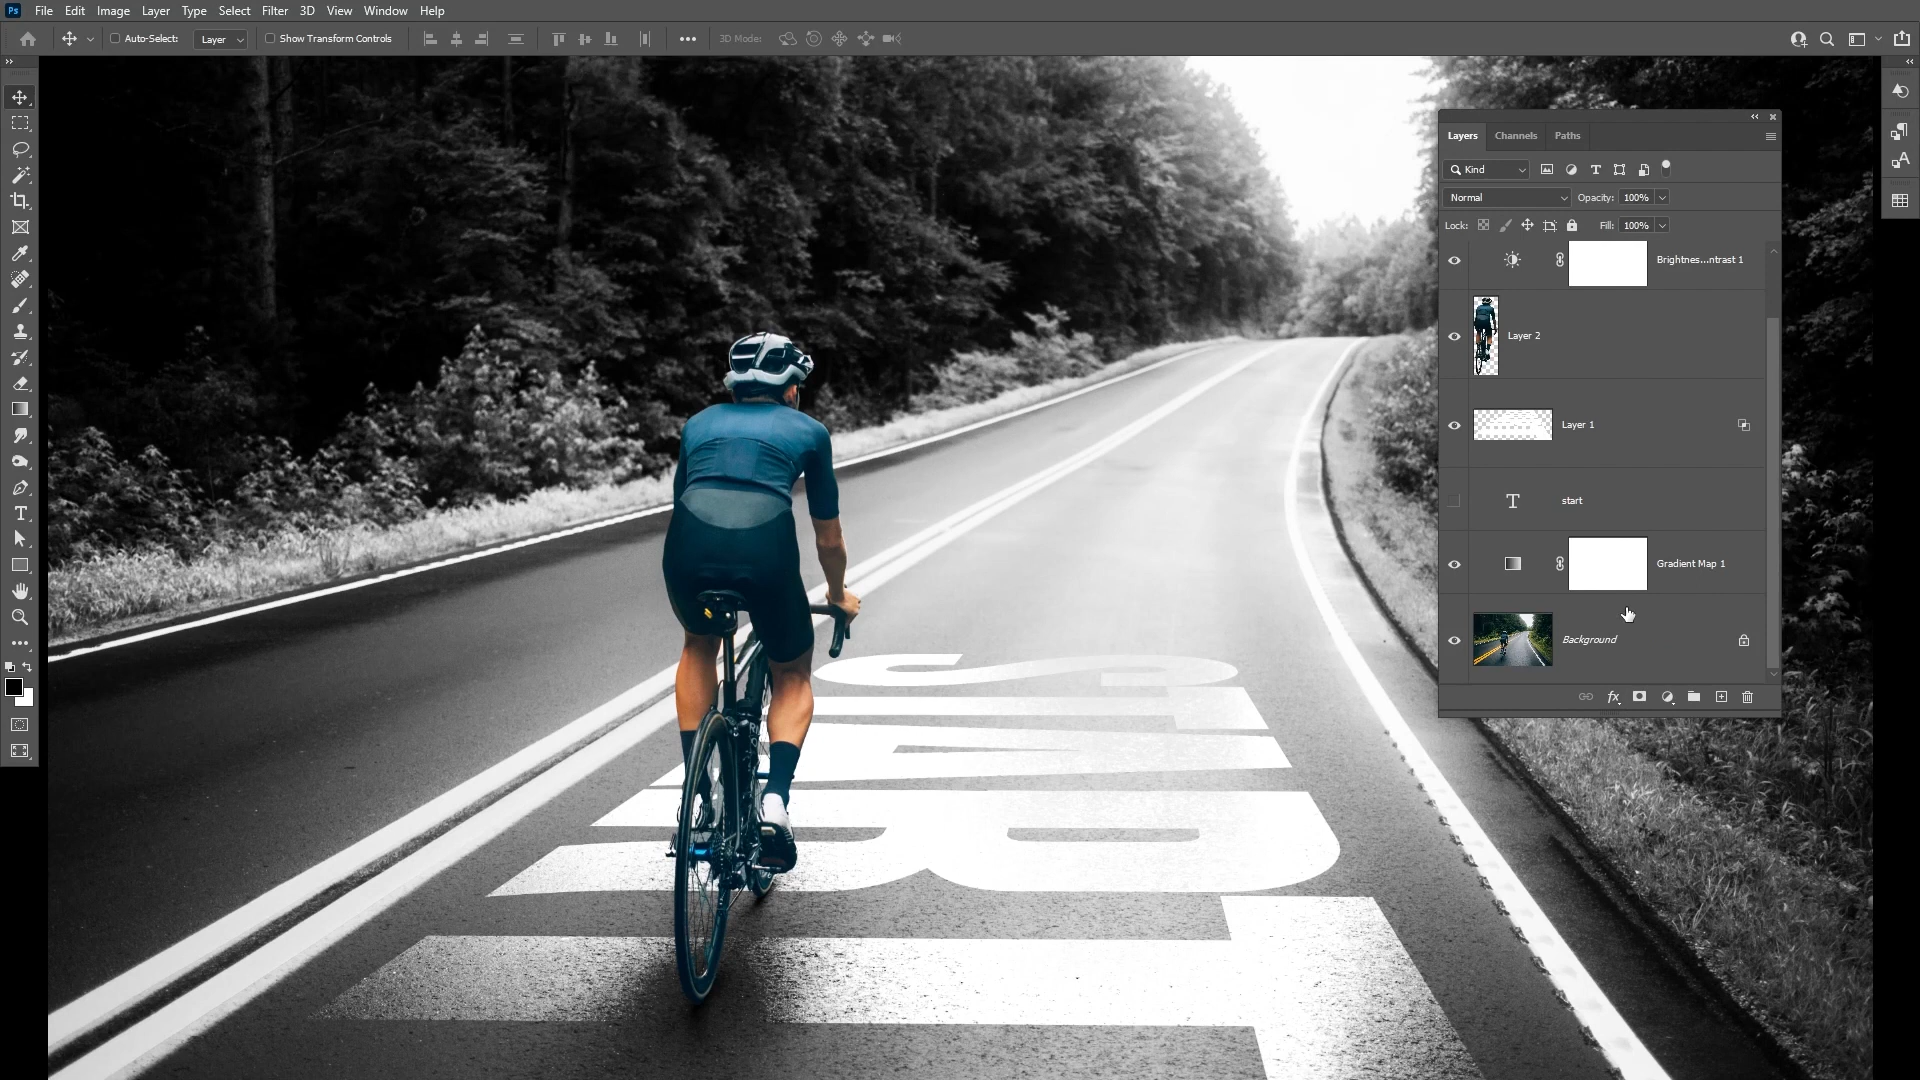 Ps File Edit Image Layer Type Select Filter 3D View Window Help
Auto-Select: Layer Show Transform Controls 3D Mode:
Layers Channels Paths
Kind
Normal Opacity: 100%
Lock: Fill: 100%
Brightnes...ntrast 1
Layer 2
Layer 1
start
Gradient Map 1
Background
fx
START